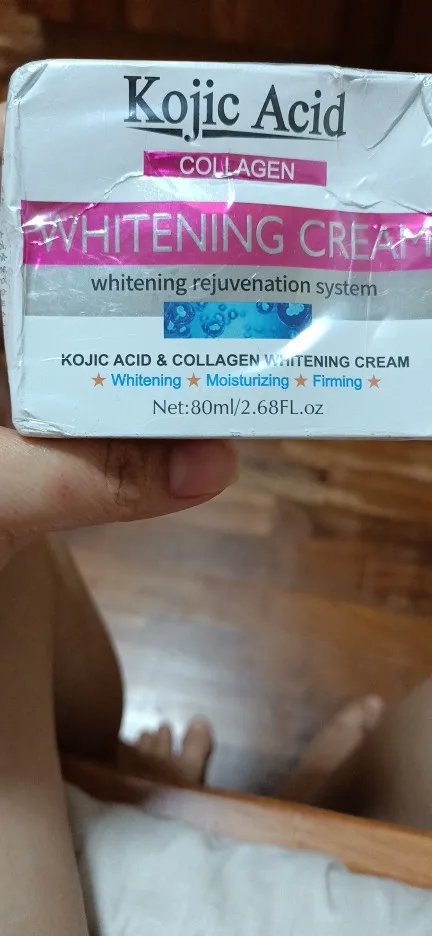 Kojic Acid
COLLAGEN
WHITENING CREAM
whitening rejuvenation system
KOJIC ACID & COLLAGEN WHITENING CREAM
★ Whitening ★ Moisturizing ★ Firming ★
Net:80ml/2.68FL.oz